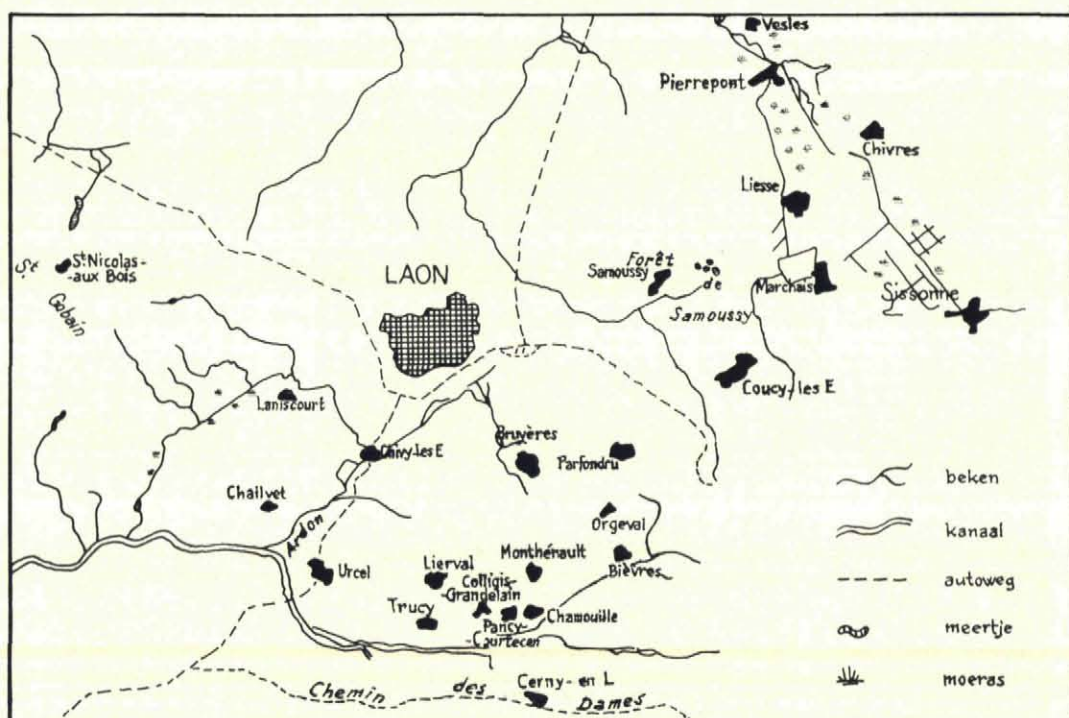 Vesles
Pierrepont
Chivres
Liesse
St
St. Nicolas-
-aux Bois
Gobain
LAON
Forêt
Samoussy
de
Samoussy
Marchais
Sissonne
Coucy-les E
Laniscourt
Chivy-les E
Bruyères
Parfondru
Chailvet
Ardon
Orgeval
Urcel
Lierval
Monthérault
Bièvres
Colligis-
-Grandelain
Trucy
Pancy-
-Courtecon
Chamouille
Cerny-en L
Chemin des Dames
beken
kanaal
autoweg
meertje
moeras